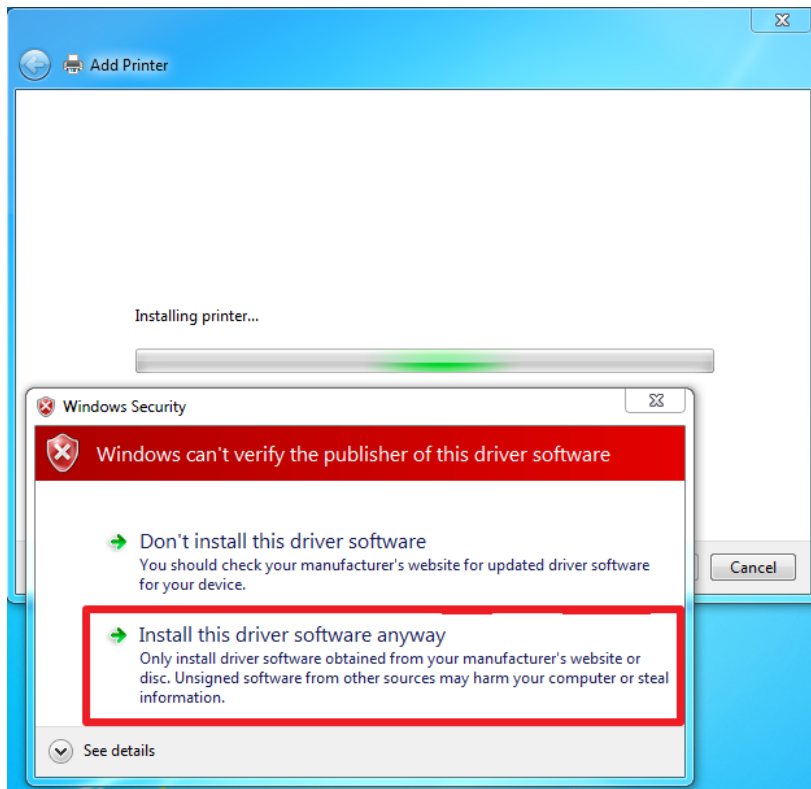 Add Printer
Installing printer...
Windows Security
Windows can't verify the publisher of this driver software
Don't install this driver software
You should check your manufacturer's website for updated driver software
for your device.
Cancel
Install this driver software anyway
Only install driver software obtained from your manufacturer's website or
disc. Unsigned software from other sources may harm your computer or steal
information.
See details